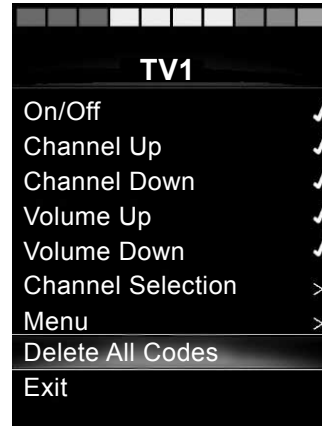 TV1
On/Off
Channel Up
Channel Down
Volume Up
Volume Down
Channel Selection >
Menu >
Delete All Codes
Exit